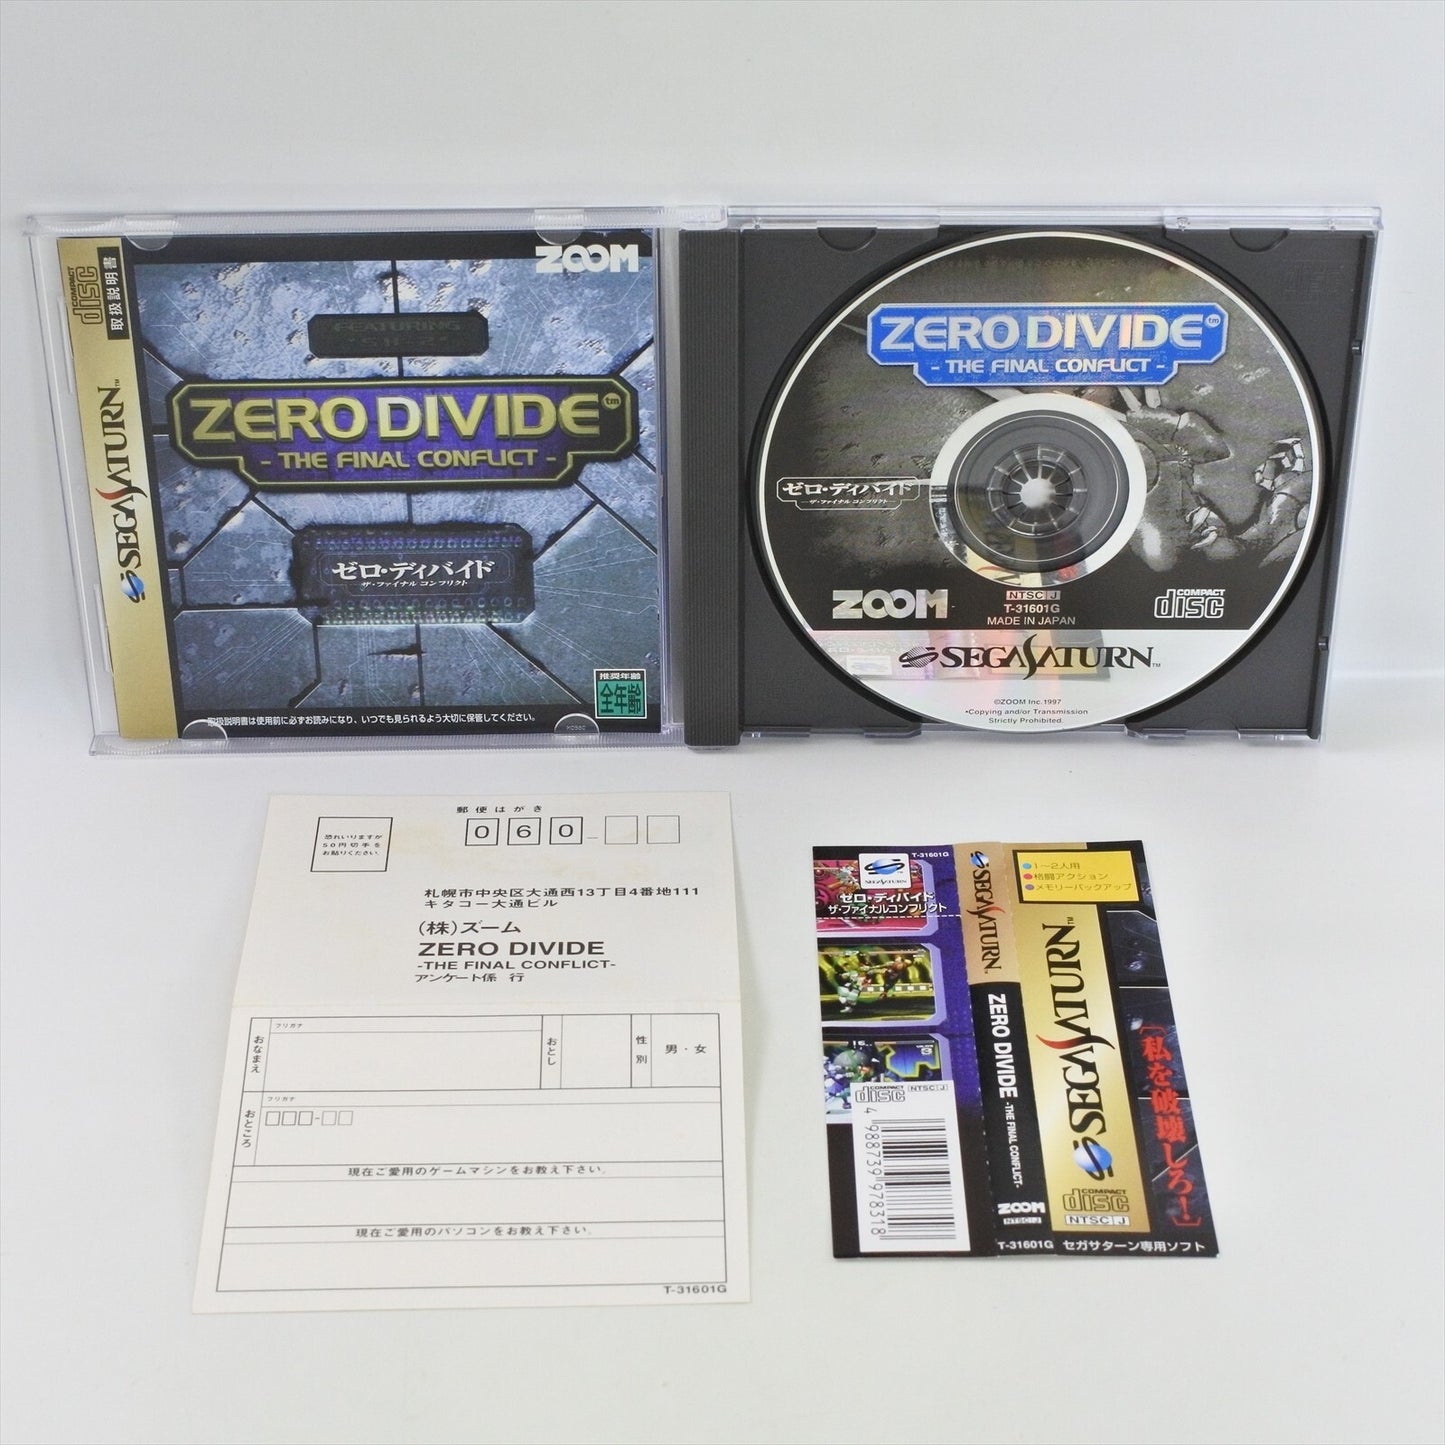 COMPACT
disc
取扱説明書
SEGA SATURN™
ZOOM
FEATURING
"SH-2"
ZERO DIVIDE tm
- THE FINAL CONFLICT -
ゼロ・ディバイド
ザ・ファイナル コンフリクト
推奨年齢
全年齢
取扱説明書は使用前に必ずお読みになり、いつでも見られるよう大切に保管してください。
ZERO DIVIDE tm
- THE FINAL CONFLICT -
ゼロ・ディバイド
ザ・ファイナル コンフリクト
ZOOM
NTSC J
T-31601G
MADE IN JAPAN
COMPACT
disc
SEGA SATURN™
©ZOOM Inc.1997
•Copying and/or Transmission
Strictly Prohibited.
郵便はがき
恐れいりますが
50円切手を
お貼りください。
060-
札幌市中央区大通西13丁目4番地111
キタコー大通ビル
(株)ズーム
ZERO DIVIDE
-THE FINAL CONFLICT-
アンケート係 行
フリガナ
おなまえ
おとし
性別
男・女
フリガナ
おところ
現在ご愛用のゲームマシンをお教え下さい。
現在ご愛用のパソコンをお教え下さい。
T-31601G
T-31601G
SEGA SATURN
ゼロ・ディバイド
ザ・ファイナルコンフリクト
COMPACT
disc
NTSC J
4 988739 978318
SEGA SATURN
ZERO DIVIDE -THE FINAL CONFLICT-
ZOOM
NTSC J
T-31601G
●1～2人用
●格闘アクション
●メモリーバックアップ
SEGA SATURN™
COMPACT
disc
NTSC J
セガサターン専用ソフト
[私を破壊しろ！]